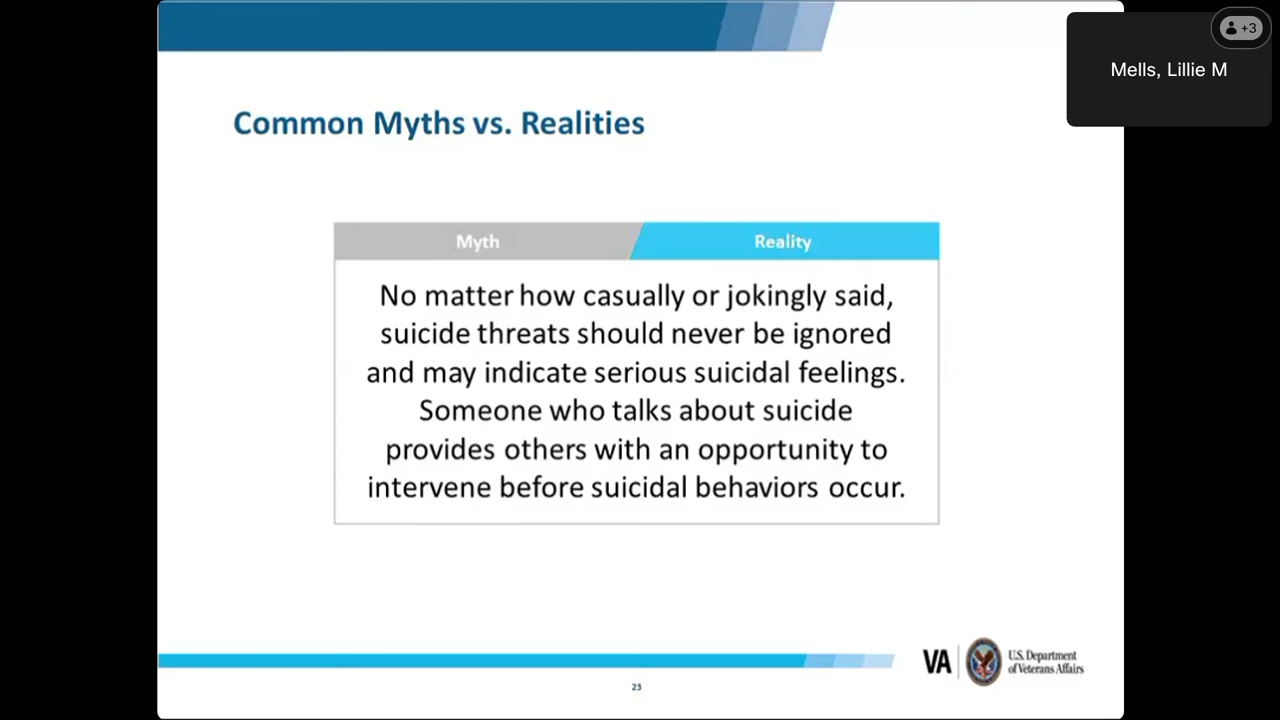 +3
Mells, Lillie M
Common Myths vs. Realities
Myth
Reality
No matter how casually or jokingly said,
suicide threats should never be ignored
and may indicate serious suicidal feelings.
Someone who talks about suicide
provides others with an opportunity to
intervene before suicidal behaviors occur.
VA
U.S. Department
of Veterans Affairs
23